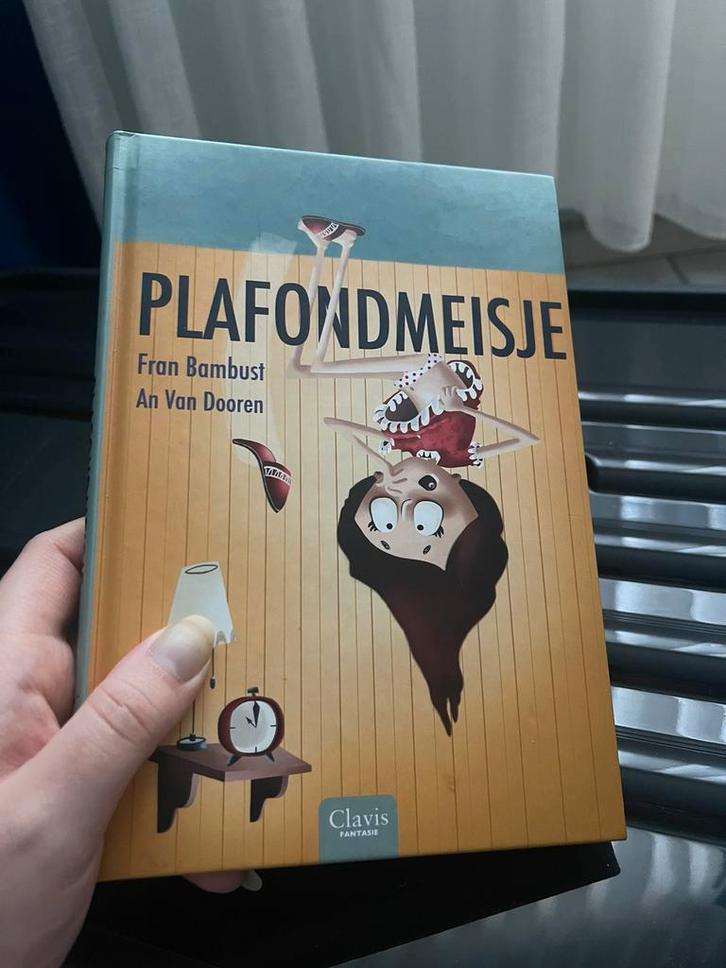 PLAFONDMEISJE
Fran Bambust
An Van Dooren
Clavis
FANTASIE